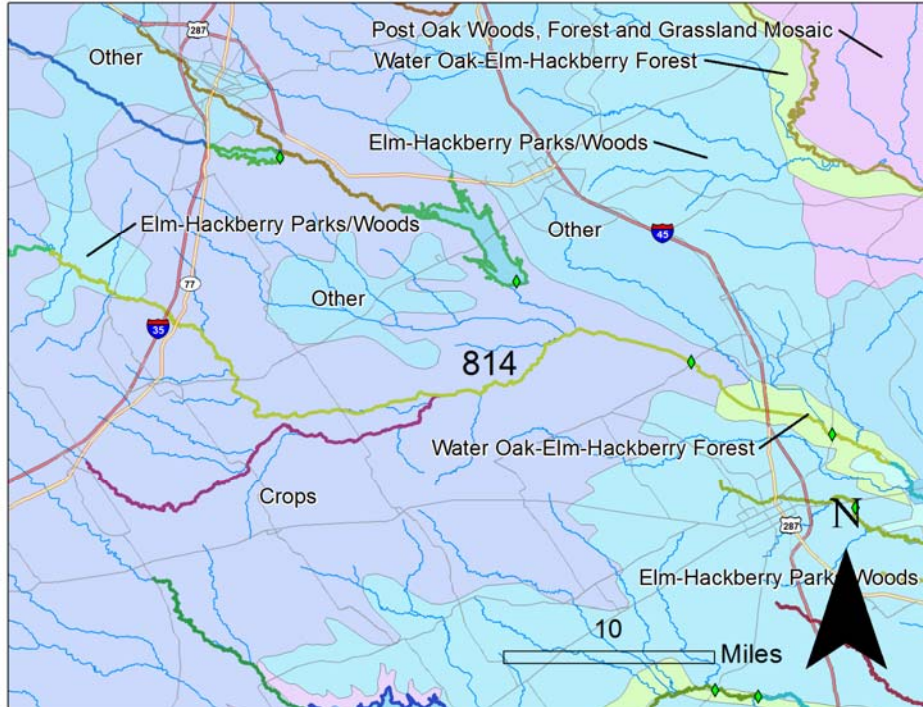 287
Post Oak Woods, Forest and Grassland Mosaic
Other
Water Oak-Elm-Hackberry Forest
Elm-Hackberry Parks/Woods
Elm-Hackberry Parks/Woods
Other
45
77
Other
35
814
Water Oak-Elm-Hackberry Forest
Crops
N
287
Elm-Hackberry Parks/Woods
10
Miles